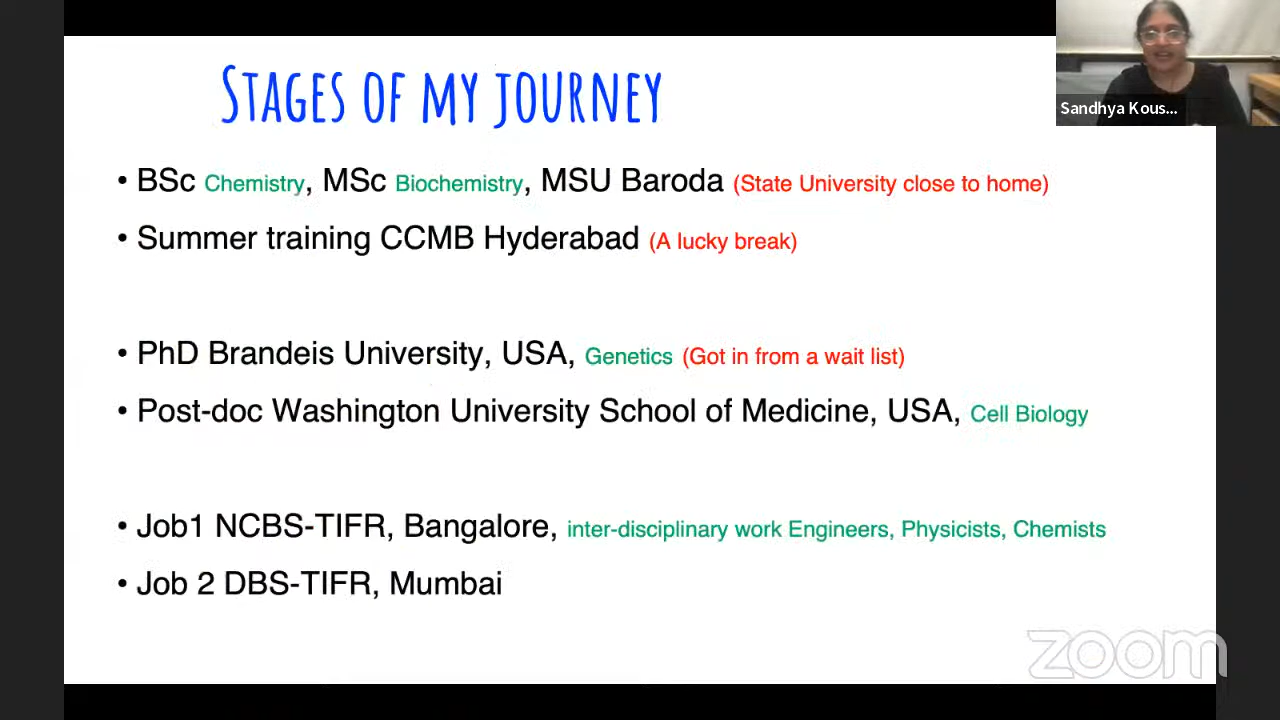 STAGES OF MY JOURNEY
Sandhya Kous...
• BSc Chemistry, MSc Biochemistry, MSU Baroda (State University close to home)
• Summer training CCMB Hyderabad (A lucky break)
• PhD Brandeis University, USA, Genetics (Got in from a wait list)
• Post-doc Washington University School of Medicine, USA, Cell Biology
• Job1 NCBS-TIFR, Bangalore, inter-disciplinary work Engineers, Physicists, Chemists
• Job 2 DBS-TIFR, Mumbai
zoom